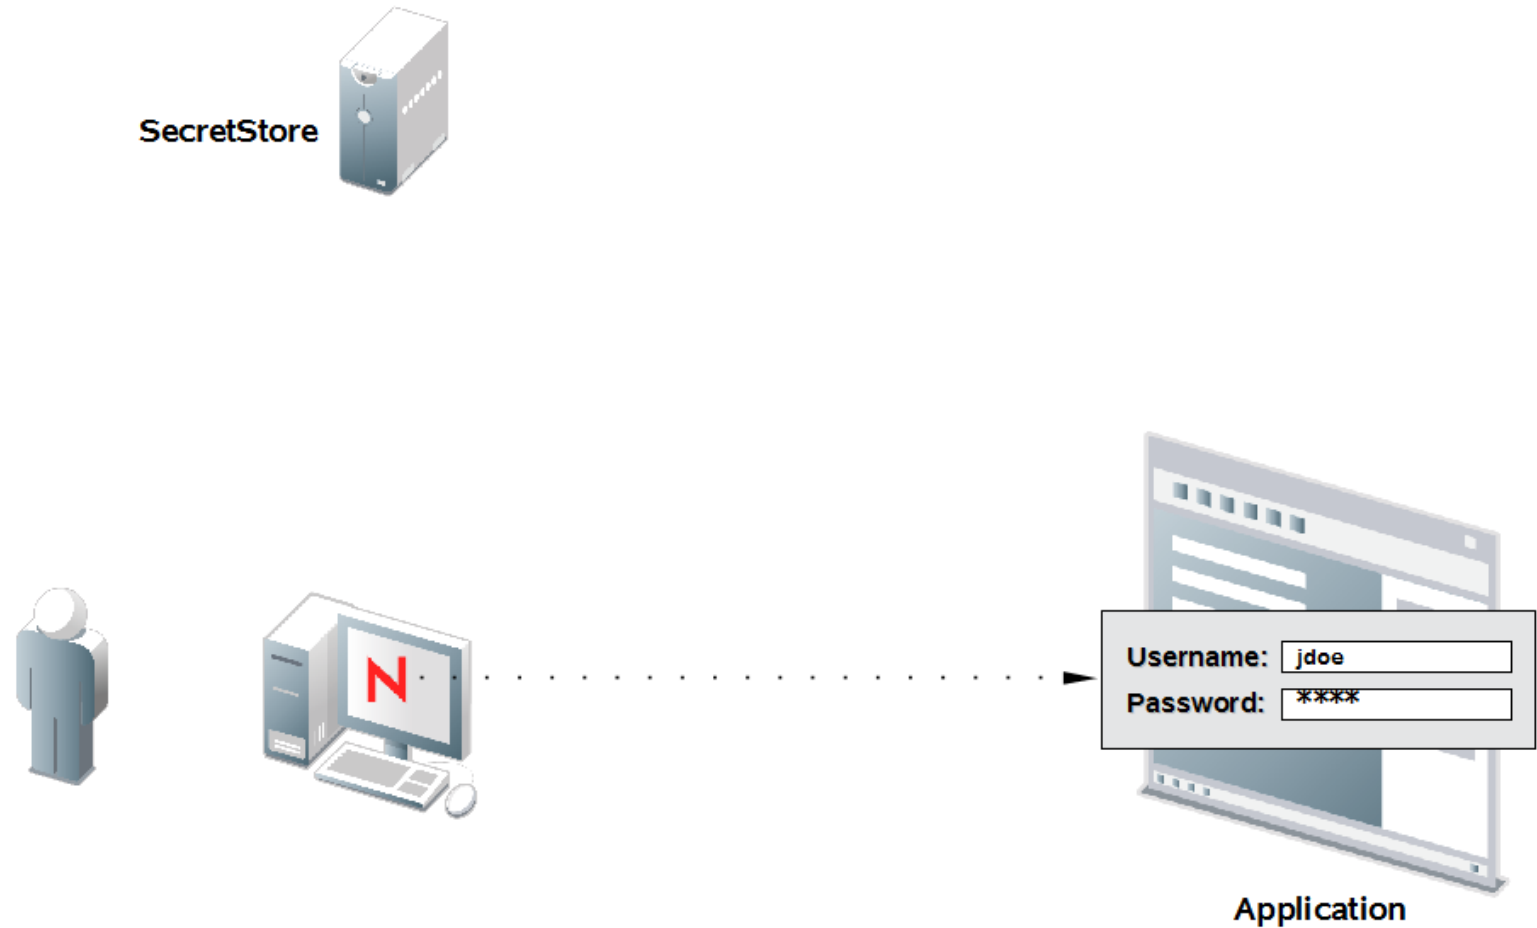 SecretStore
N
Username: jdoe
Password: ****
Application